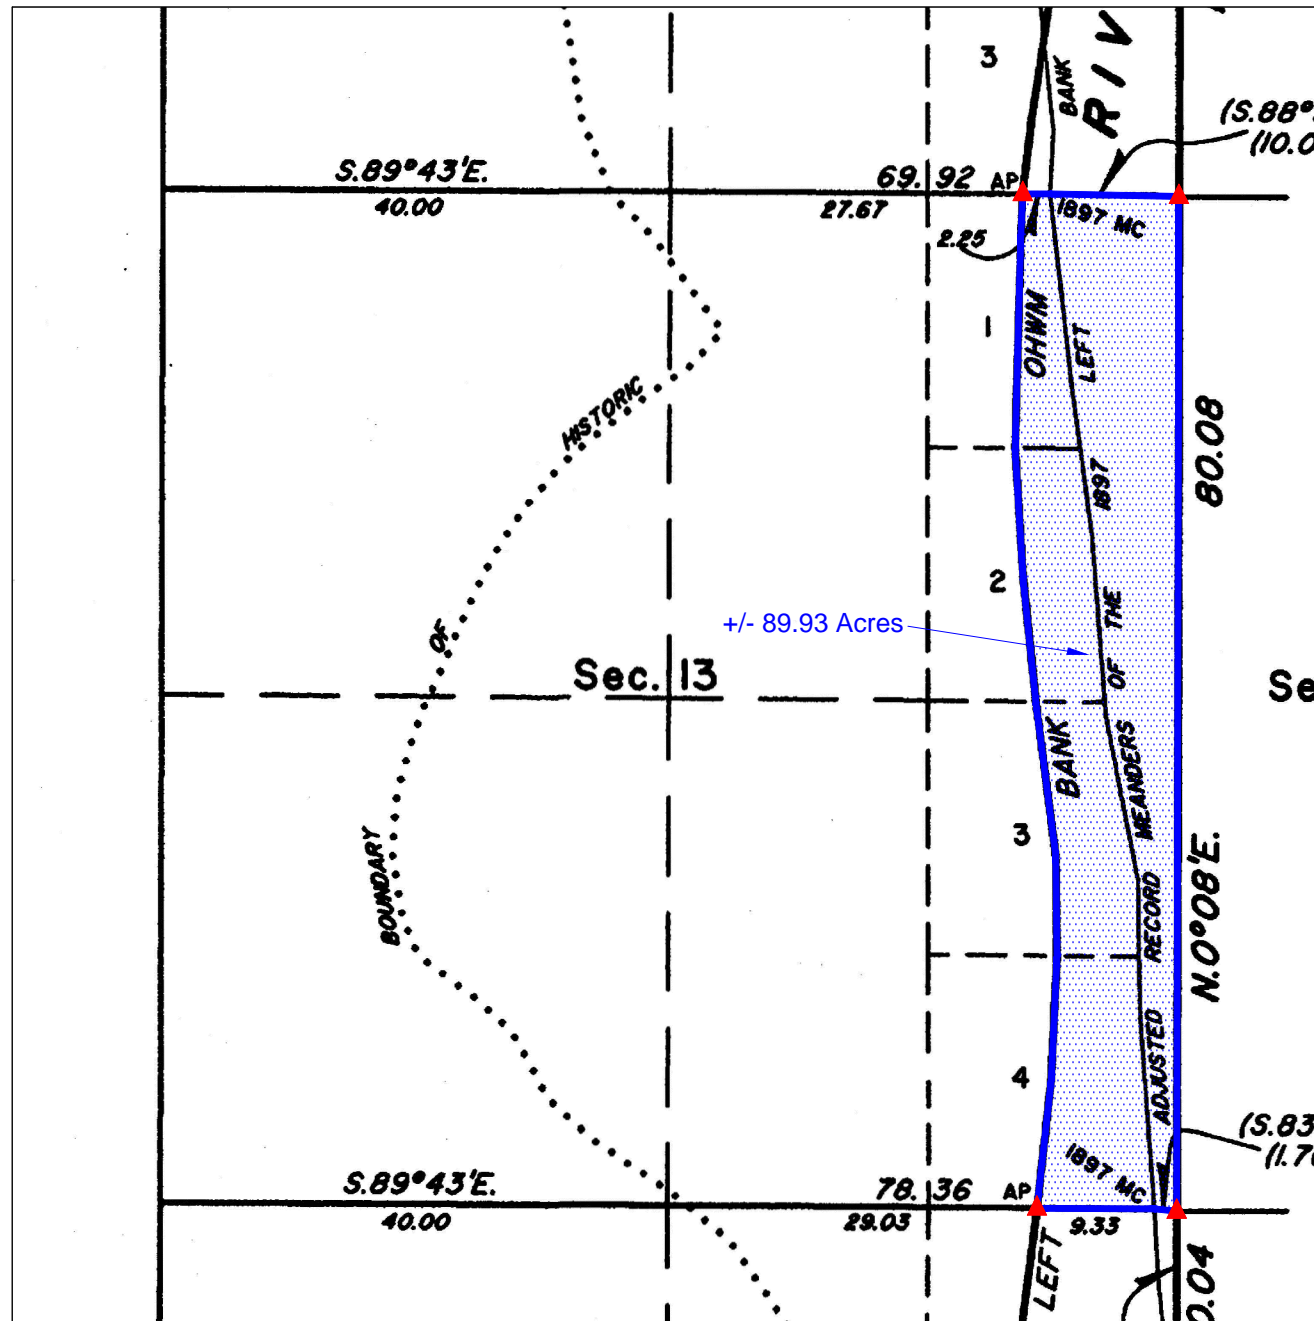 3
BANK
RIV
(S.88°
(10.0
S.89°43'E.
40.00
69.92
AP
27.67
1897 MC
2.25
1
OHWM
LEFT
HISTORIC
80.08
1897
2
OF
THE
+/- 89.93 Acres
OF
Sec. 13
Se
BANK
MEANDERS
3
BOUNDARY
RECORD
N.0°08'E.
4
ADJUSTED
(S.83
(1.70
1897 MC
S.89°43'E.
40.00
78.36
AP
29.03
9.33
LEFT
0.04